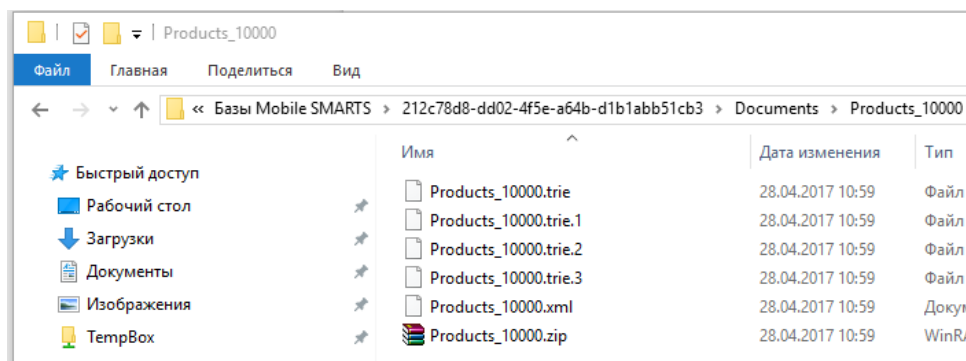 Products_10000
Файл Главная Поделиться Вид
« Базы Mobile SMARTS > 212c78d8-dd02-4f5e-a64b-d1b1abb51cb3 > Documents > Products_10000
Имя Дата изменения Тип
Быстрый доступ
Рабочий стол
Загрузки
Документы
Изображения
TempBox
Products_10000.trie 28.04.2017 10:59 Файл
Products_10000.trie.1 28.04.2017 10:59 Файл
Products_10000.trie.2 28.04.2017 10:59 Файл
Products_10000.trie.3 28.04.2017 10:59 Файл
Products_10000.xml 28.04.2017 10:59 Докум
Products_10000.zip 28.04.2017 10:59 WinRA